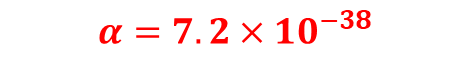 α = 7.2 × 10⁻³⁸